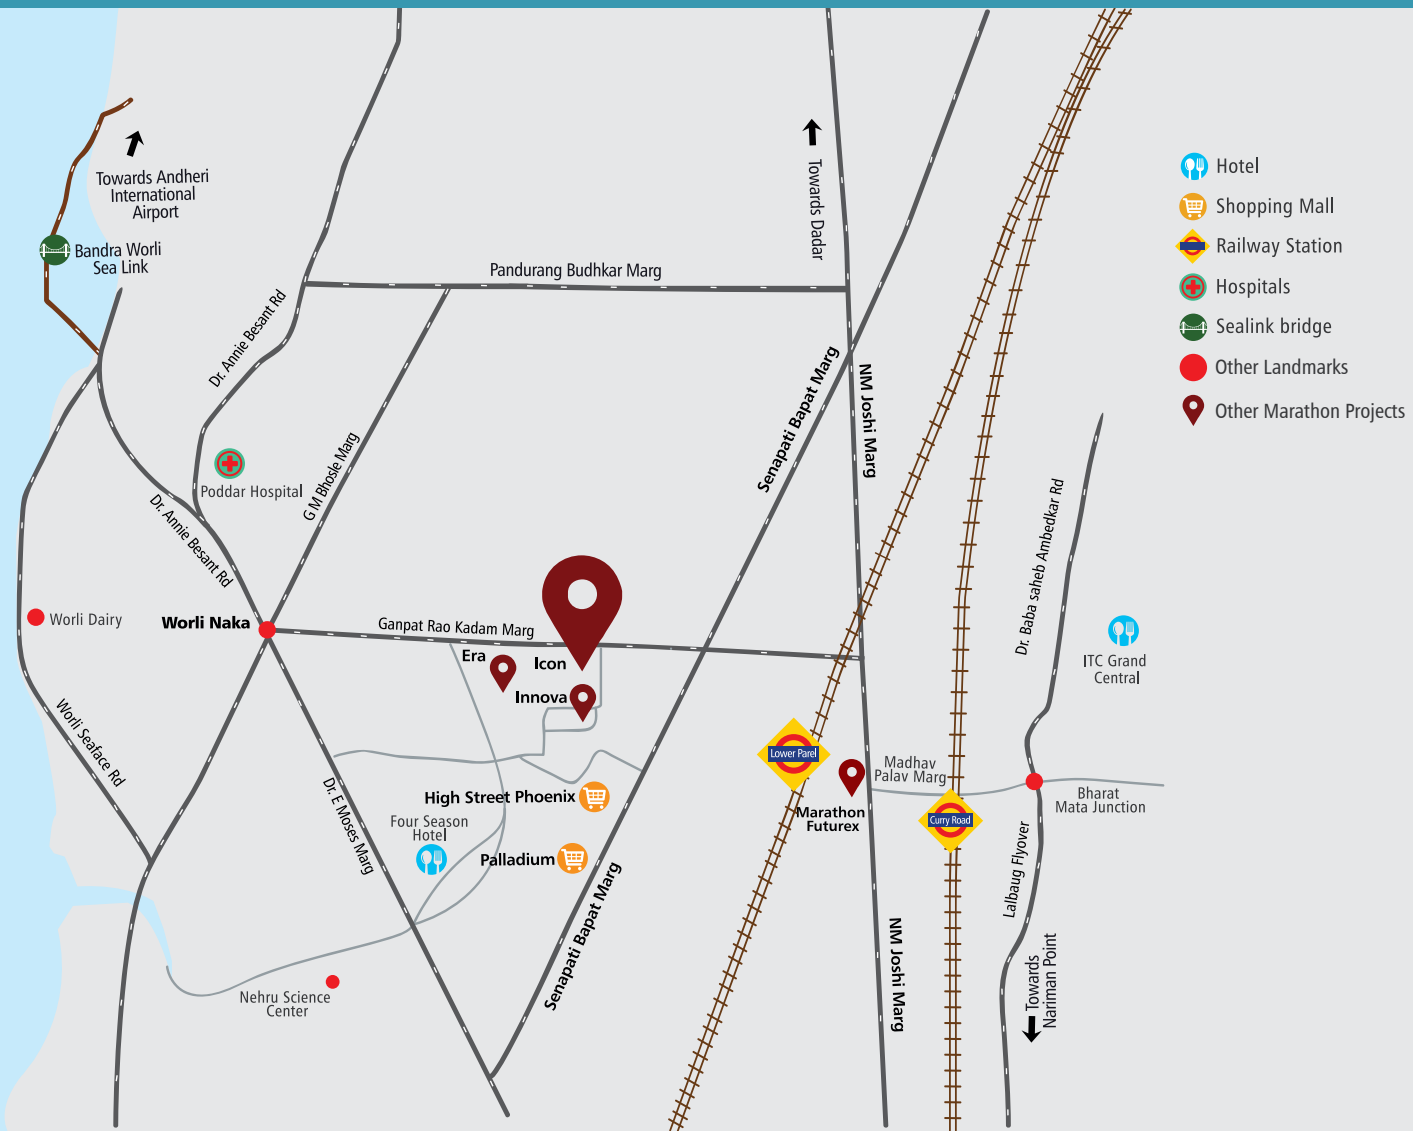 Towards Andheri
International
Airport
Bandra Worli
Sea Link
Towards Dadar
Pandurang Budhkar Marg
Dr. Annie Besant Rd
G M Bhosle Marg
Poddar Hospital
Dr. Annie Besant Rd
Senapati Bapat Marg
NM Joshi Marg
Hotel
Shopping Mall
Railway Station
Hospitals
Sealink bridge
Other Landmarks
Other Marathon Projects
Dr. Baba saheb Ambedkar Rd
Worli Dairy
Worli Naka
Ganpat Rao Kadam Marg
Era
Icon
Innova
ITC Grand
Central
Worli Seaface Rd
Dr. E Moses Marg
High Street Phoenix
Four Season
Hotel
Palladium
Senapati Bapat Marg
Lower Parel
Marathon
Futurex
Madhav
Palav Marg
Curry Road
Bharat
Mata Junction
Lalbaug Flyover
NM Joshi Marg
Towards
Nariman Point
Nehru Science
Center